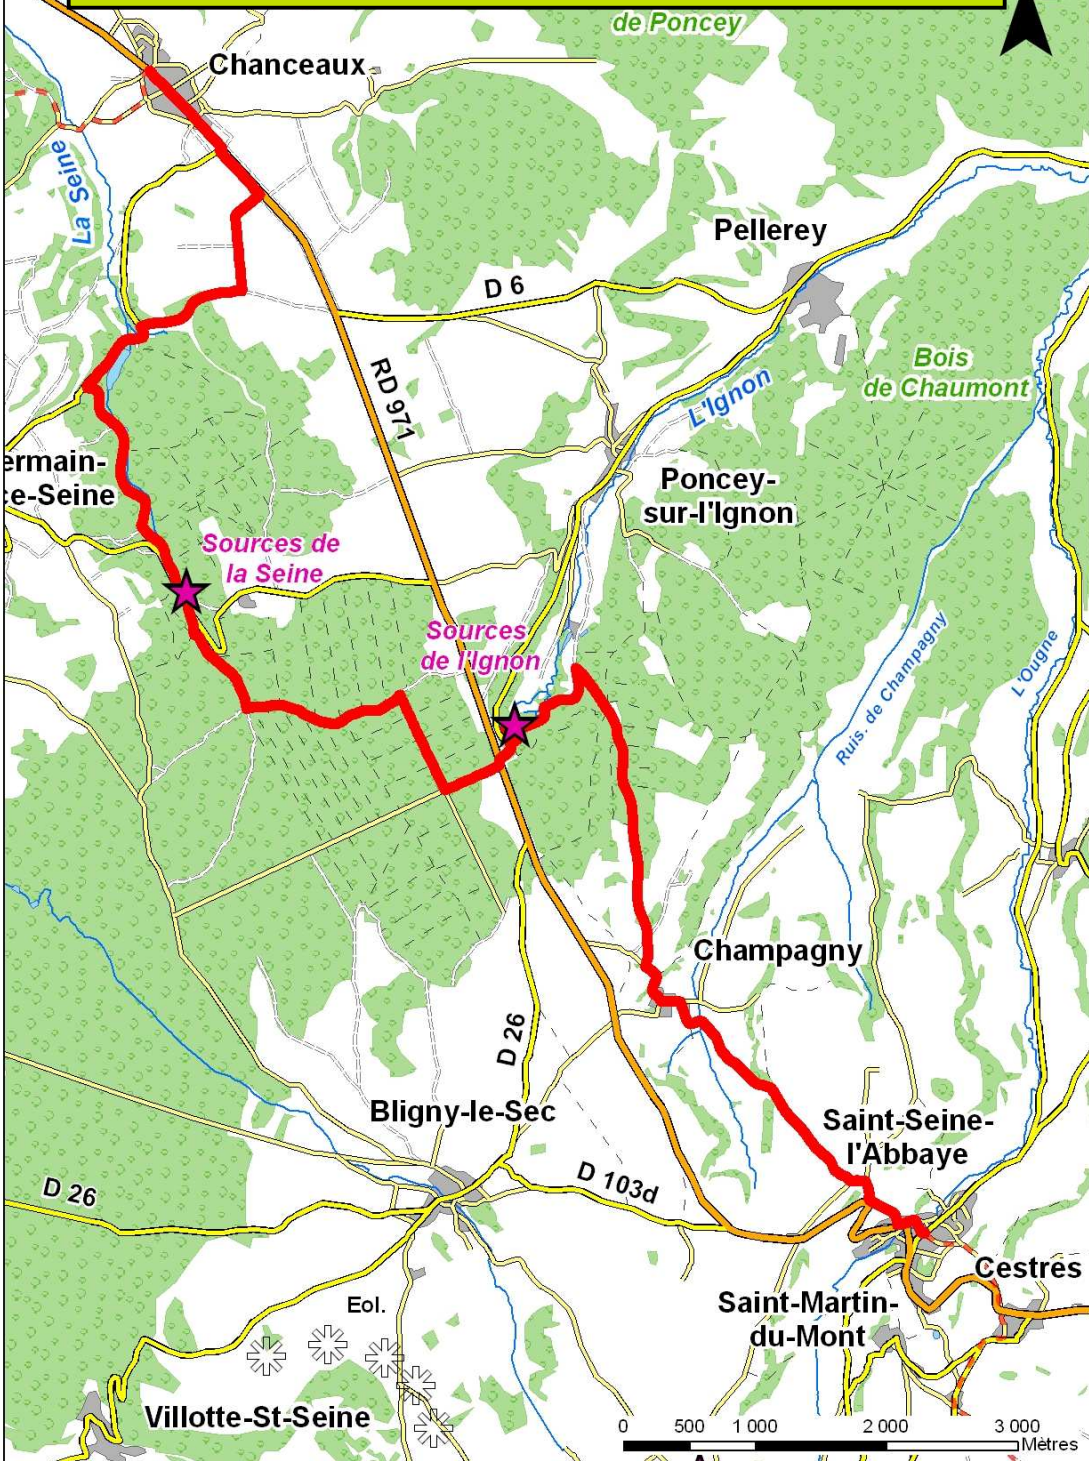 de Poncey
Chanceaux
La Seine
Pellerey
D 6
Bois
de Chaumont
RD 971
L'Ignon
ermain-
ce-Seine
Poncey-
sur-l'Ignon
Sources de
la Seine
Sources
de l'Ignon
Ruis. de Champagny
L'Ougne
Champagny
D 26
Bligny-le-Sec
Saint-Seine-
l'Abbaye
D 103d
D 26
Cestres
Saint-Martin-
du-Mont
Eol.
Villotte-St-Seine
0 500 1 000 2 000 3 000
Mètres